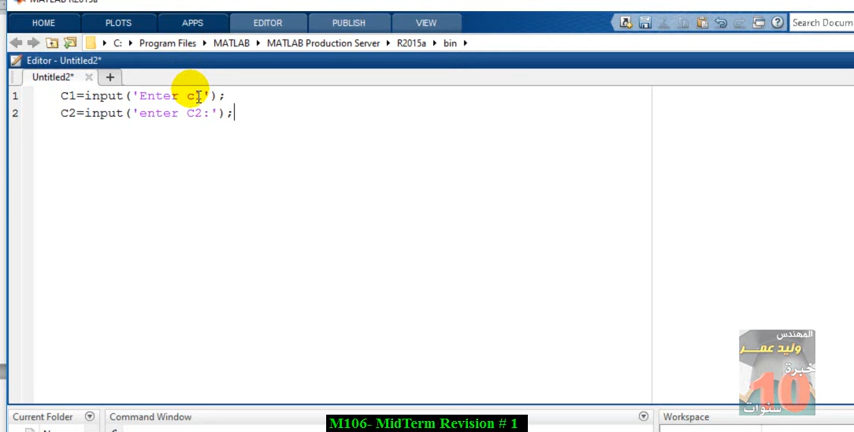 MATLAB R2015a
HOME PLOTS APPS EDITOR PUBLISH VIEW
Search Docum
C: Program Files MATLAB MATLAB Production Server R2015a bin
Editor - Untitled2*
Untitled2*
1 C1=input('Enter c ');
2 C2=input('enter C2:');
المهندس
وليد عمر
خبرة
10
سنوات
Current Folder Command Window Workspace
M106- MidTerm Revision # 1